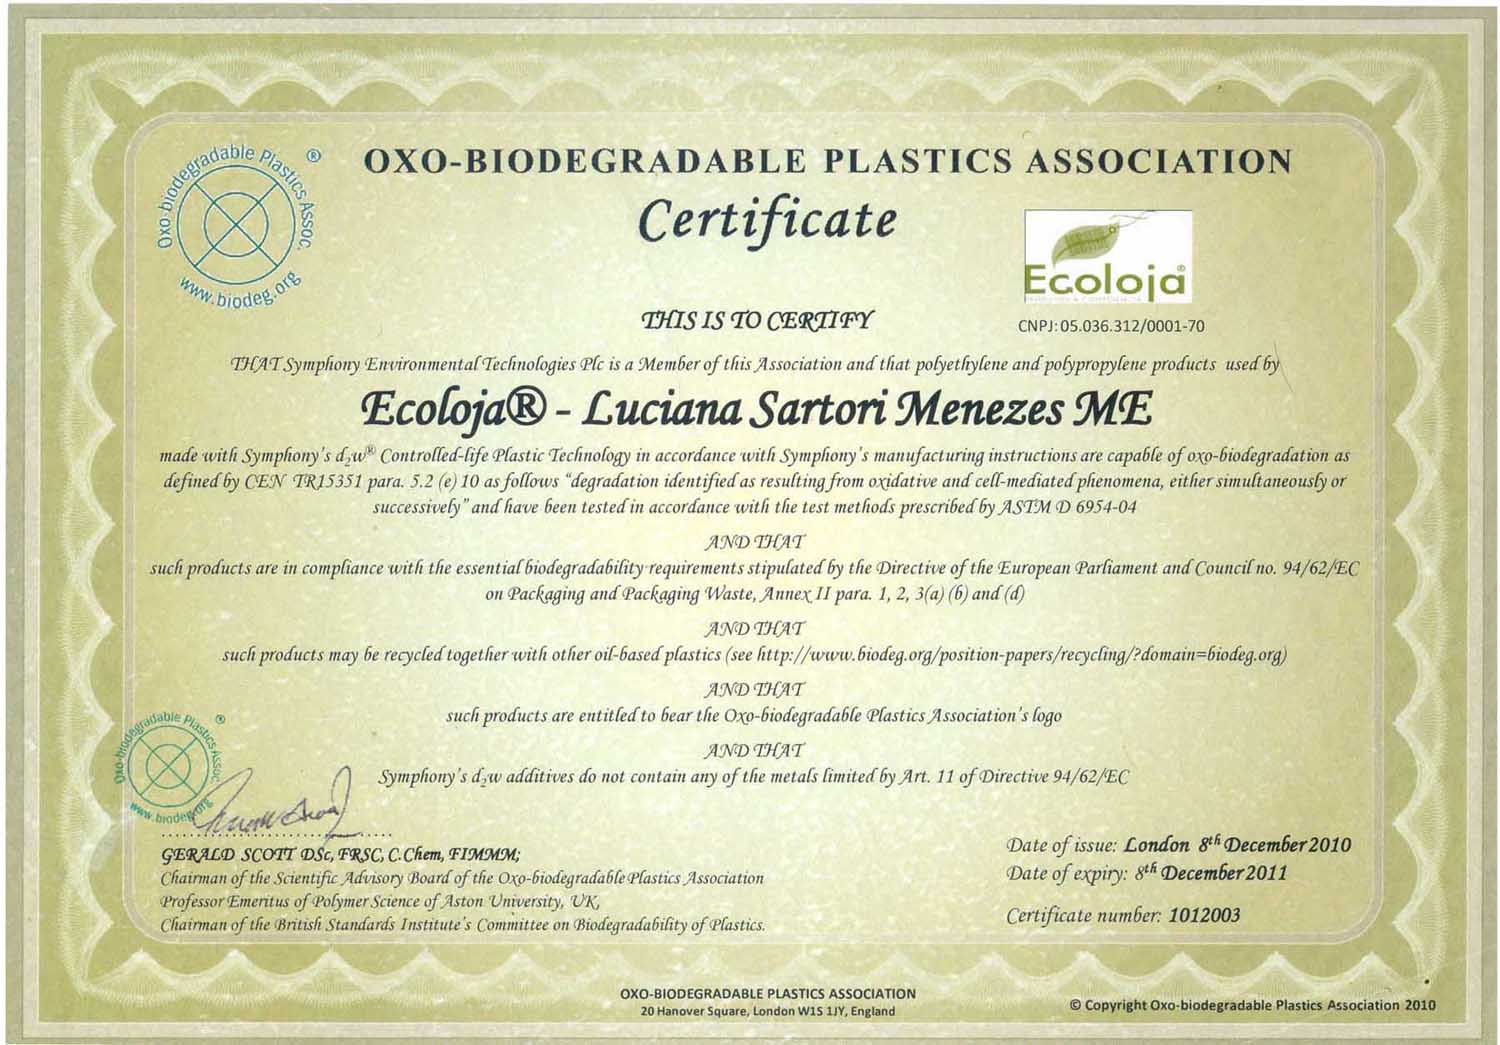 Oxo-biodegradable Plastics Assoc. ®
www.biodeg.org
OXO-BIODEGRADABLE PLASTICS ASSOCIATION
Certificate
Ecoloja®
CNPJ:05.036.312/0001-70
THIS IS TO CERTIFY
THAT Symphony Environmental Technologies Plc is a Member of this Association and that polyethylene and polypropylene products used by
Ecoloja® - Luciana Sartori Menezes ME
made with Symphony's d₂w® Controlled-life Plastic Technology in accordance with Symphony's manufacturing instructions are capable of oxo-biodegradation as
defined by CEN TR15351 para. 5.2 (e) 10 as follows "degradation identified as resulting from oxidative and cell-mediated phenomena, either simultaneously or
successively" and have been tested in accordance with the test methods prescribed by ASTM D 6954-04
AND THAT
such products are in compliance with the essential biodegradability requirements stipulated by the Directive of the European Parliament and Council no. 94/62/EC
on Packaging and Packaging Waste, Annex II para. 1, 2, 3(a) (b) and (d)
AND THAT
such products may be recycled together with other oil-based plastics (see http://www.biodeg.org/position-papers/recycling/?domain=biodeg.org)
AND THAT
such products are entitled to bear the Oxo-biodegradable Plastics Association's logo
AND THAT
Symphony's d₂w additives do not contain any of the metals limited by Art. 11 of Directive 94/62/EC
Oxo-biodegradable Plastics Assoc. ®
www.biodeg.org
GERALD SCOTT DSc, FRSC, C.Chem, FIMMM;
Chairman of the Scientific Advisory Board of the Oxo-biodegradable Plastics Association
Professor Emeritus of Polymer Science of Aston University, UK,
Chairman of the British Standards Institute's Committee on Biodegradability of Plastics.
Date of issue: London 8th December 2010
Date of expiry: 8th December 2011
Certificate number: 1012003
OXO-BIODEGRADABLE PLASTICS ASSOCIATION
20 Hanover Square, London W1S 1JY, England
© Copyright Oxo-biodegradable Plastics Association 2010